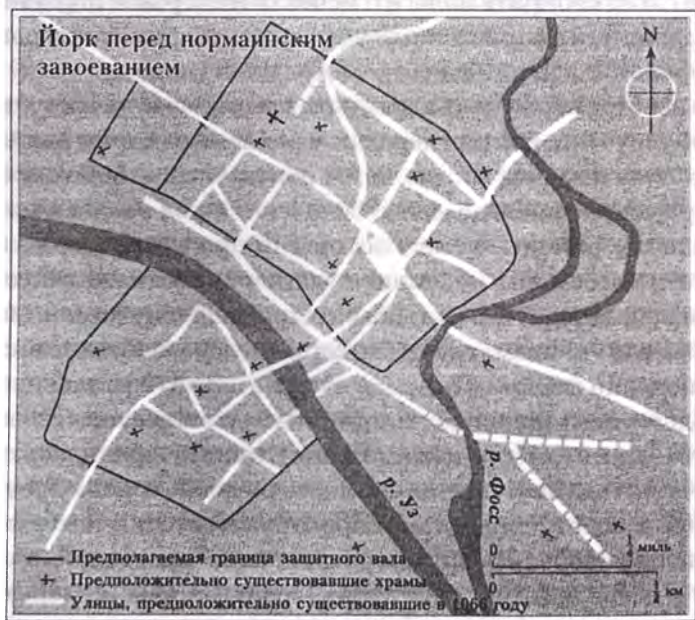 Йорк перед норманнским
завоеванием
N
р. Уз
р. Фосс
0
миль
0
км
Предполагаемая граница защитного вала
Предположительно существовавшие храмы
Улицы, предположительно существовавшие в 1066 году